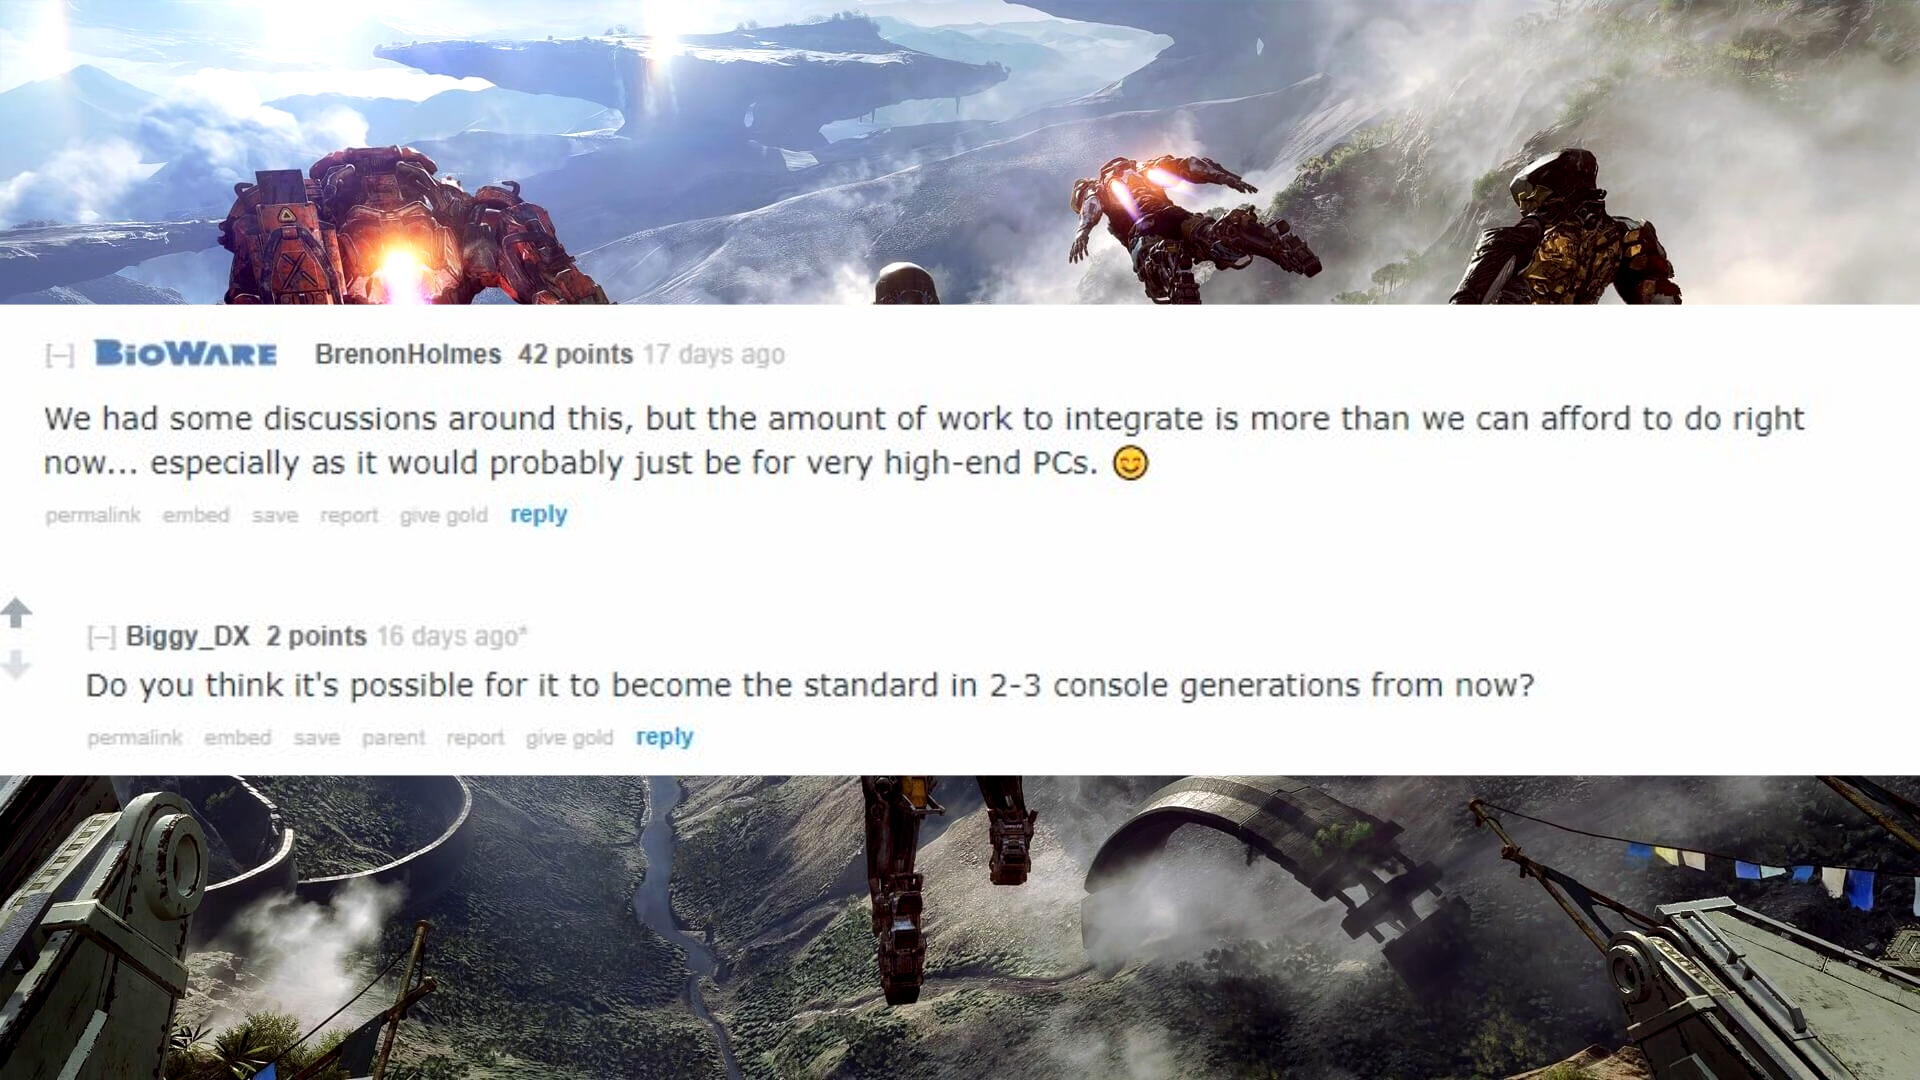 [–] BIOWARE BrenonHolmes 42 points 17 days ago
We had some discussions around this, but the amount of work to integrate is more than we can afford to do right
now... especially as it would probably just be for very high-end PCs. 😊
permalink embed save report give gold reply
[–] Biggy_DX 2 points 16 days ago*
Do you think it's possible for it to become the standard in 2-3 console generations from now?
permalink embed save parent report give gold reply